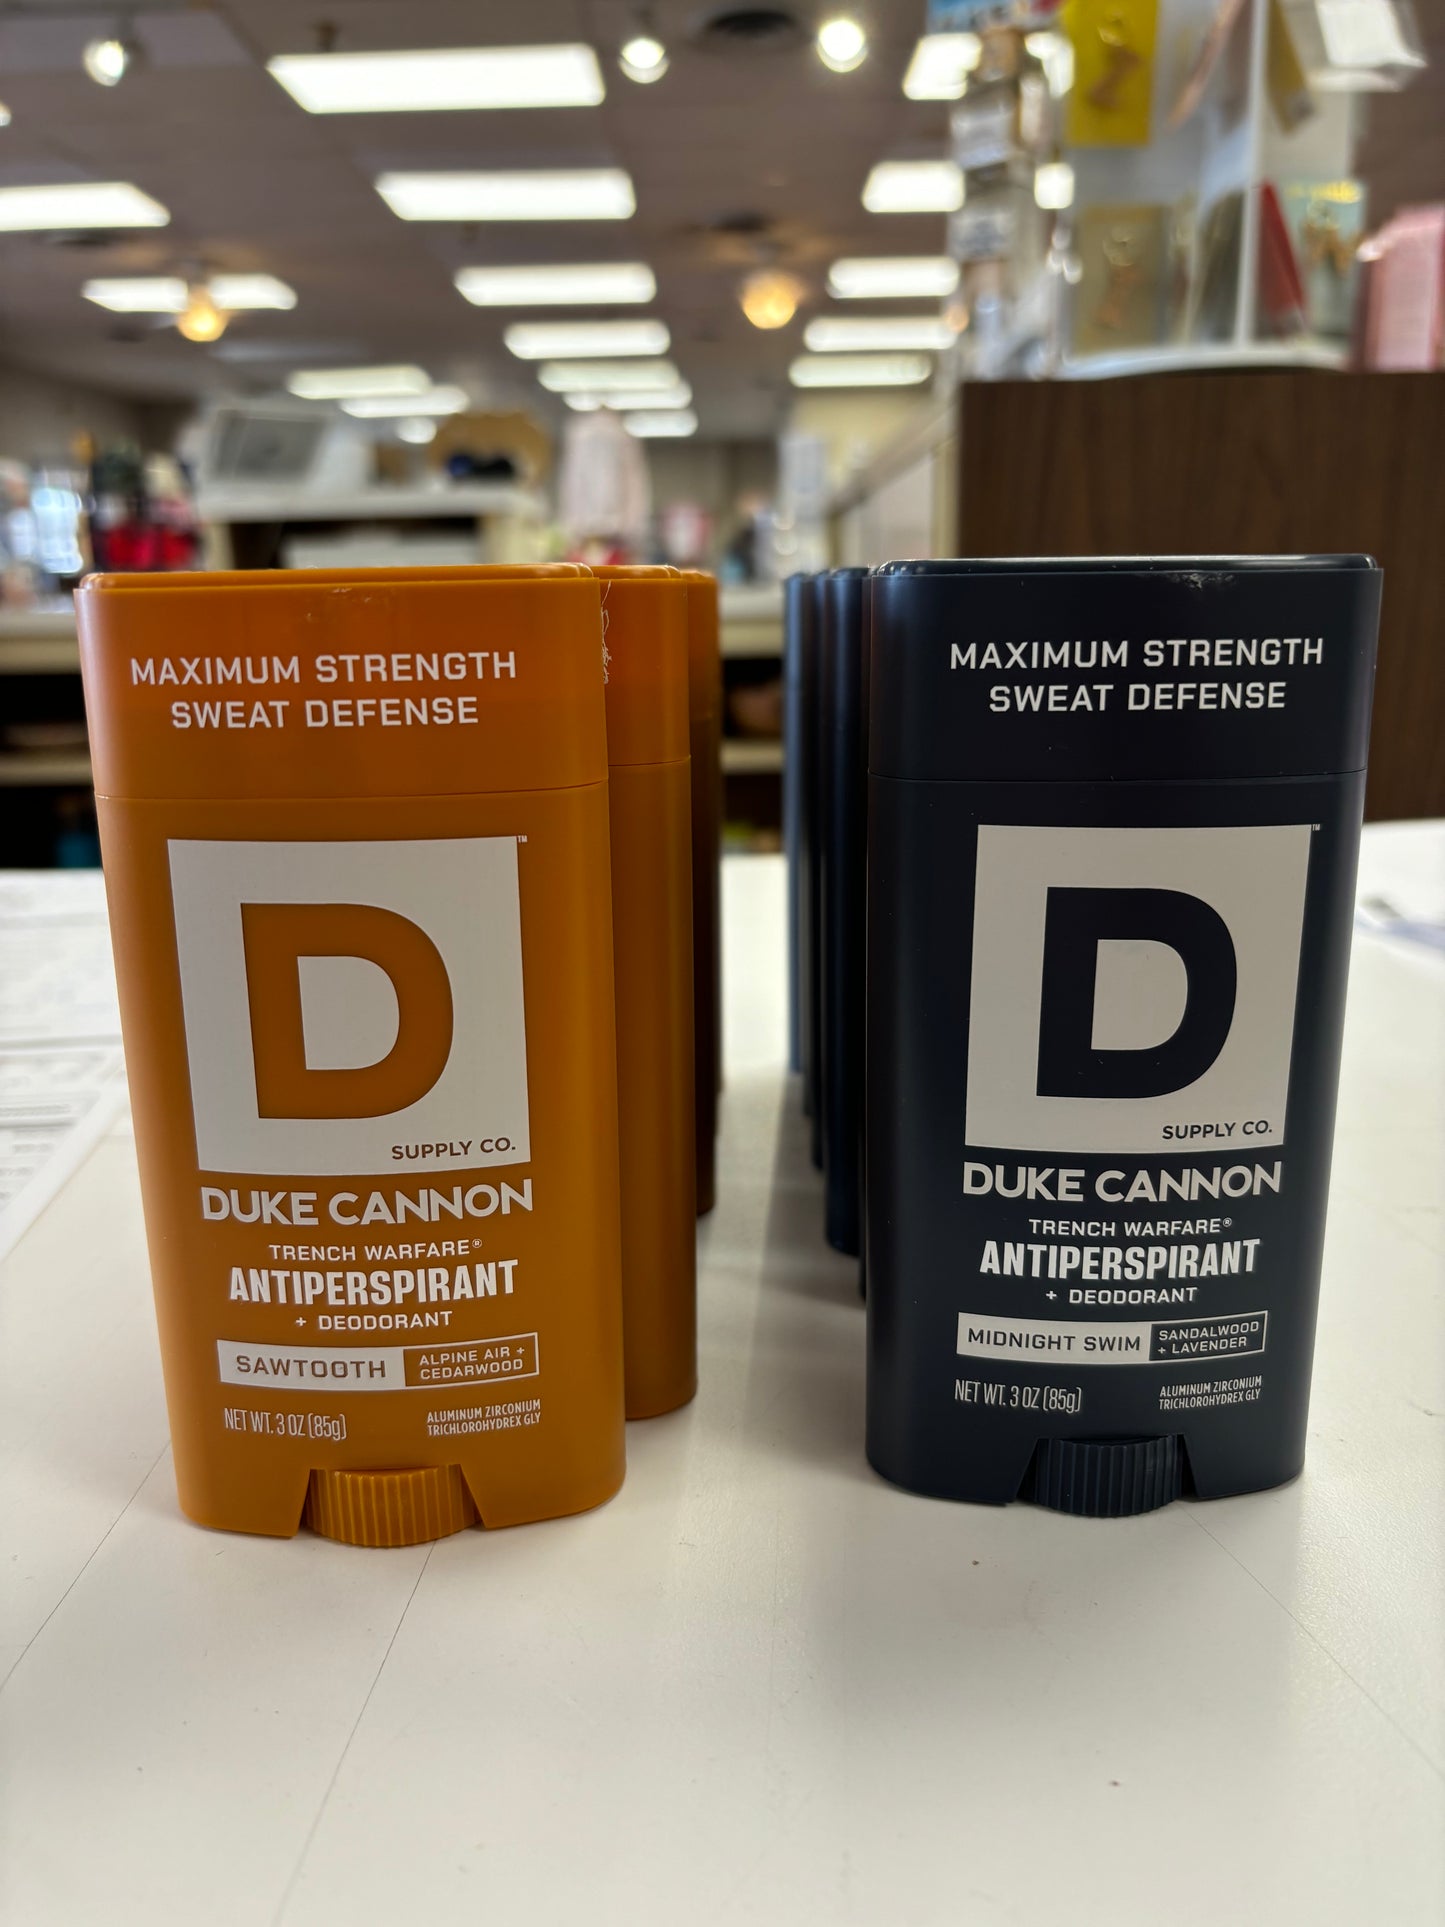 MAXIMUM STRENGTH
SWEAT DEFENSE
D
™
SUPPLY CO.
DUKE CANNON
TRENCH WARFARE®
ANTIPERSPIRANT
+ DEODORANT
SAWTOOTH
ALPINE AIR +
CEDARWOOD
NET WT. 3 OZ (85g)
ALUMINUM ZIRCONIUM
TRICHLOROHYDREX GLY
MAXIMUM STRENGTH
SWEAT DEFENSE
D
™
SUPPLY CO.
DUKE CANNON
TRENCH WARFARE®
ANTIPERSPIRANT
+ DEODORANT
MIDNIGHT SWIM
SANDALWOOD
+ LAVENDER
NET WT. 3 OZ (85g)
ALUMINUM ZIRCONIUM
TRICHLOROHYDREX GLY